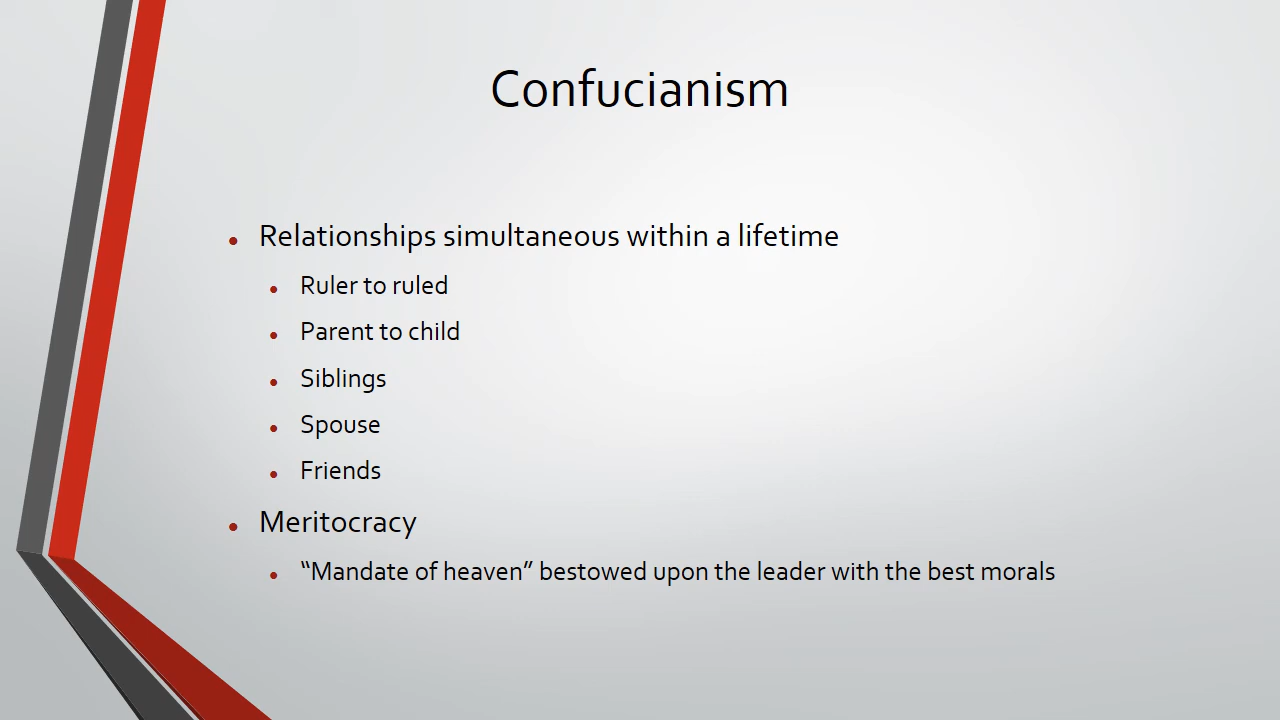 Confucianism
• Relationships simultaneous within a lifetime
• Ruler to ruled
• Parent to child
• Siblings
• Spouse
• Friends
• Meritocracy
• “Mandate of heaven” bestowed upon the leader with the best morals